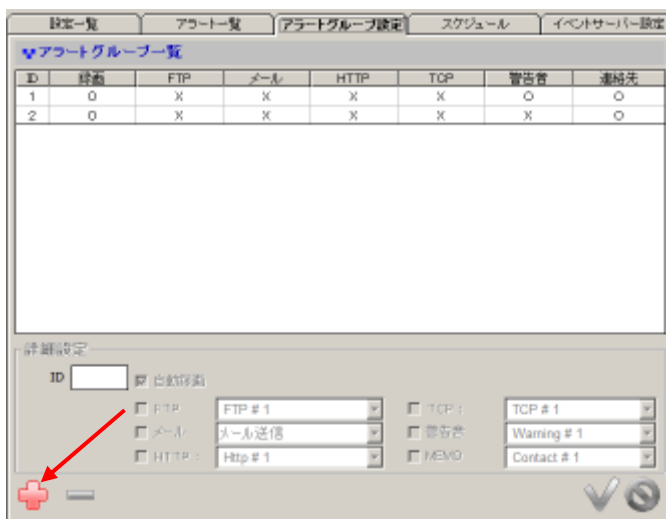 設定一覧 アラート一覧 アラートグループ設定 スケジュール イベントサーバー設定
アラートグループ一覧
ID 録画 FTP メール HTTP TCP 警告音 連絡先
1 O X X X X O O
2 O X X X X X O
詳細設定
ID 自動録画
FTP FTP # 1 TCP : TCP # 1
メール メール送信 警告音 Warning # 1
HTTP : Http # 1 MEMO Contact # 1